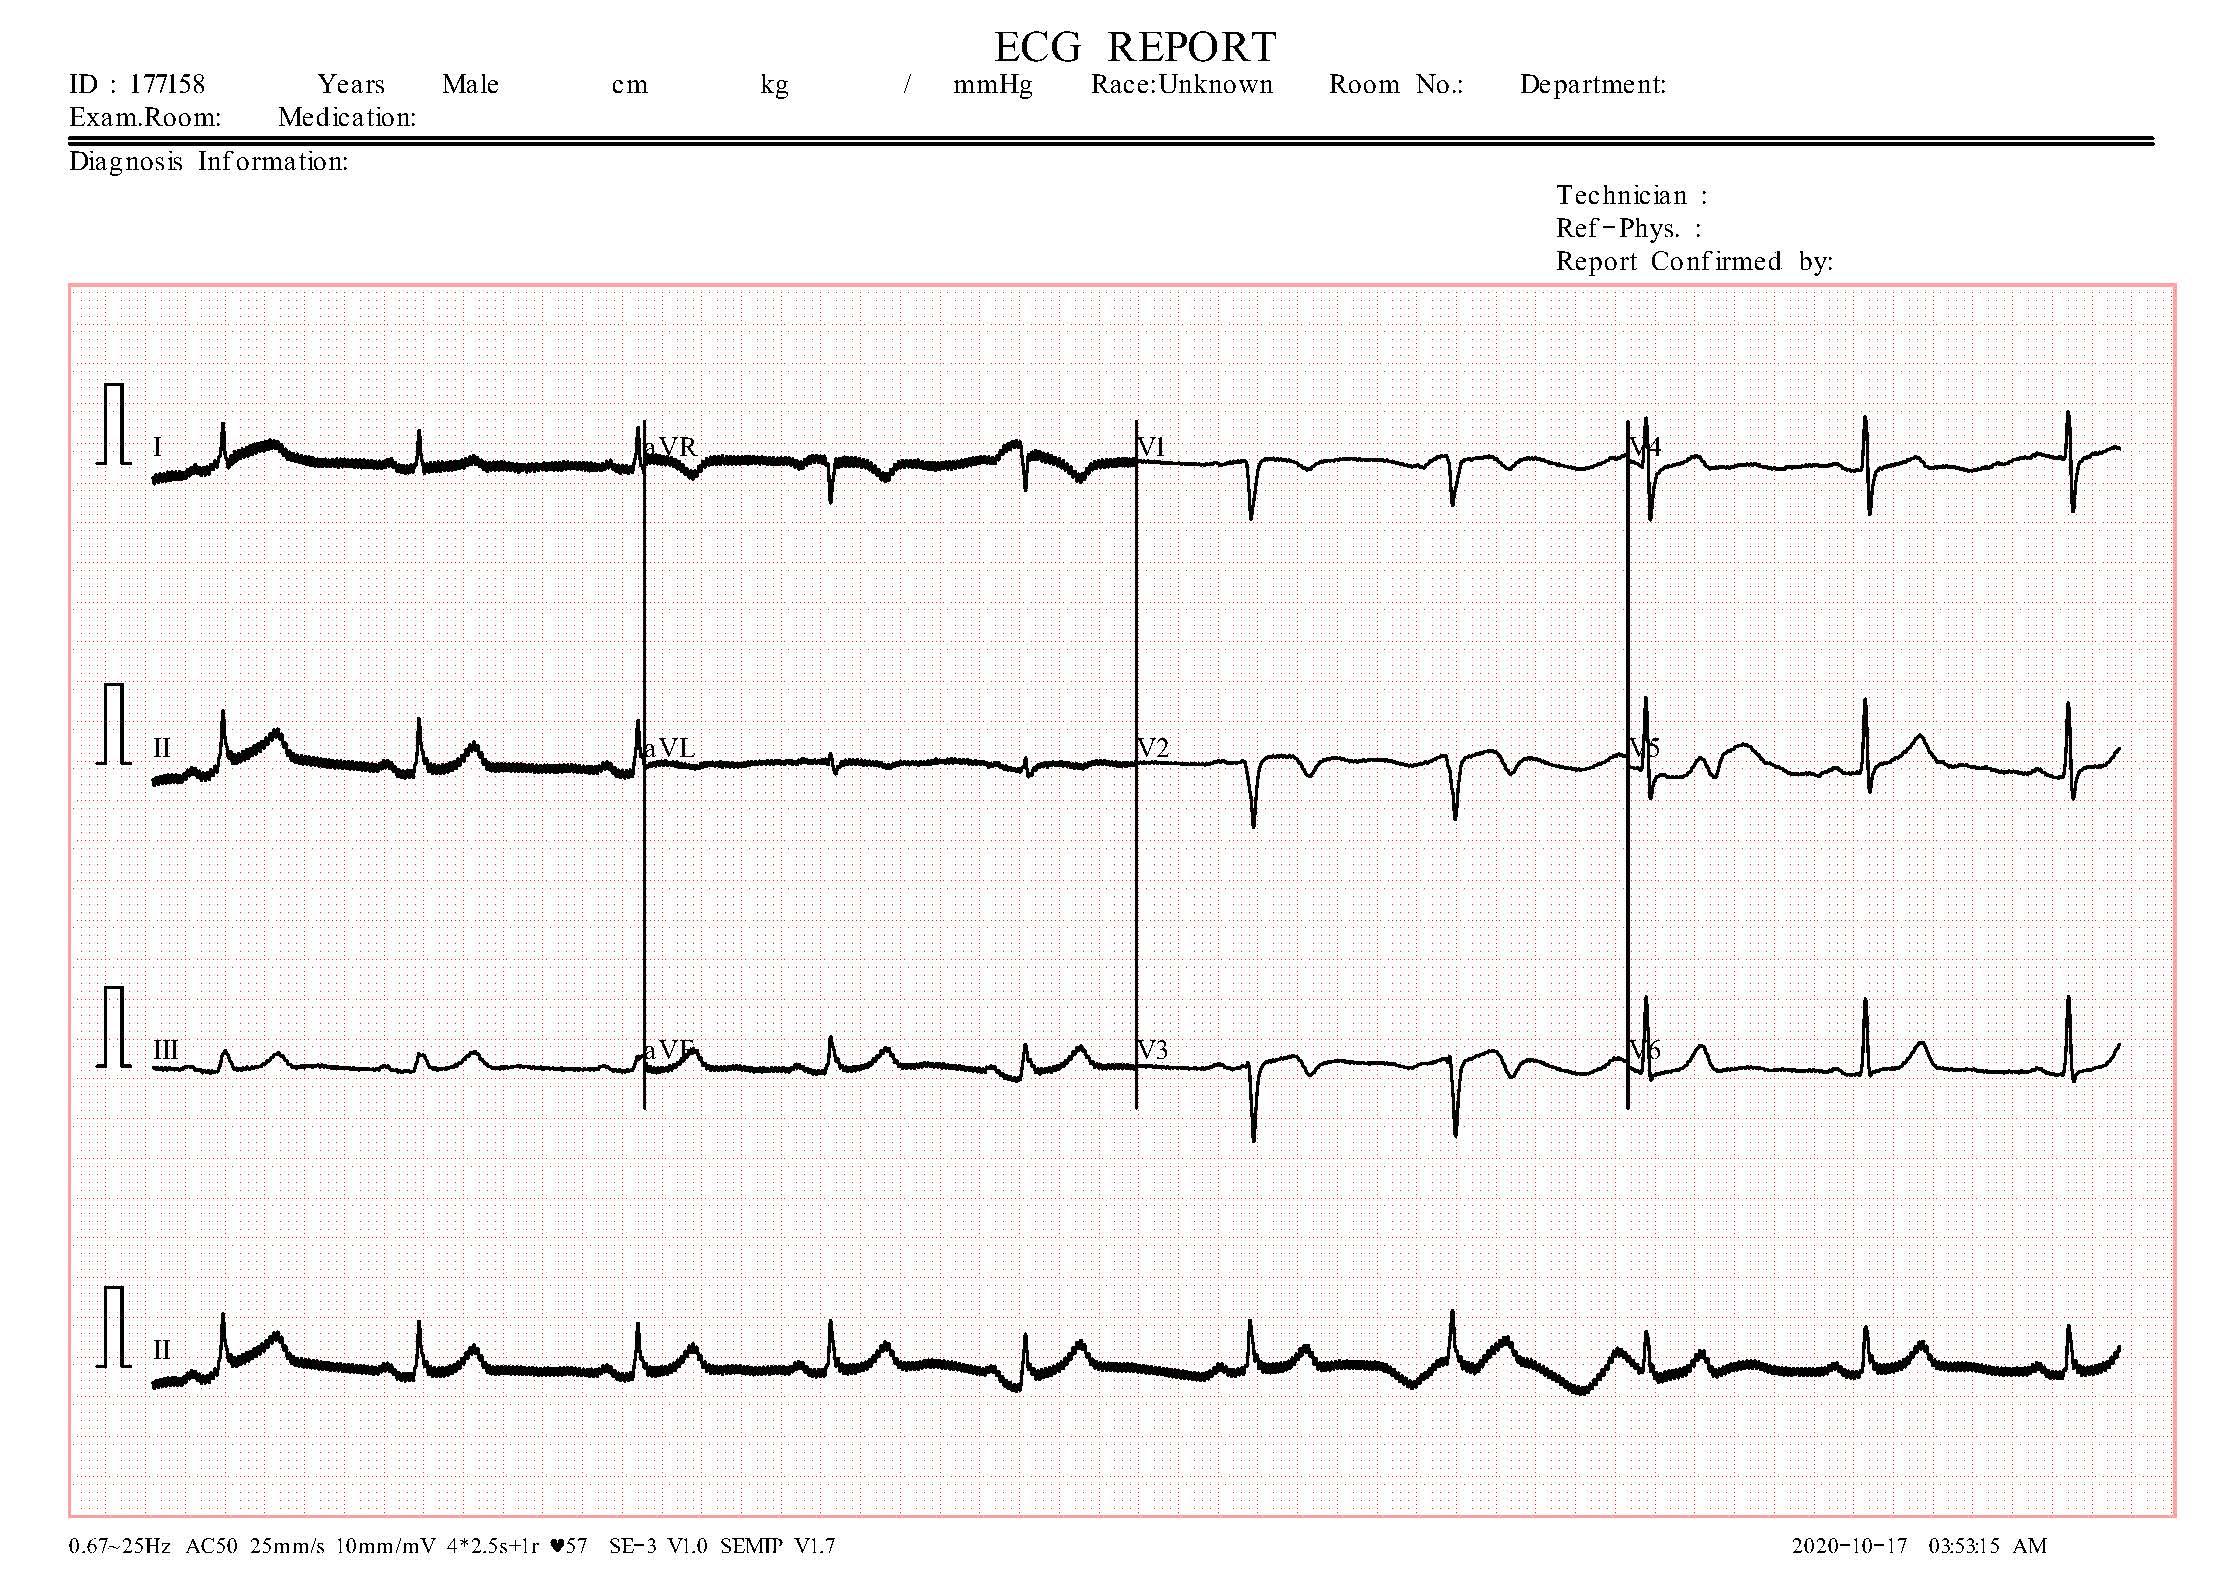 ECG REPORT
ID : 177158 Years Male cm kg / mmHg Race:Unknown Room No.: Department:
Exam.Room: Medication:
Diagnosis Information:
Technician :
Ref-Phys. :
Report Confirmed by:
I aVR V1 V4
II aVL V2 V5
III aVF V3 V6
II
0.67~25Hz AC50 25mm/s 10mm/mV 4*2.5s+1r ♥57 SE-3 V1.0 SEMIP V1.7 2020-10-17 03:53:15 AM